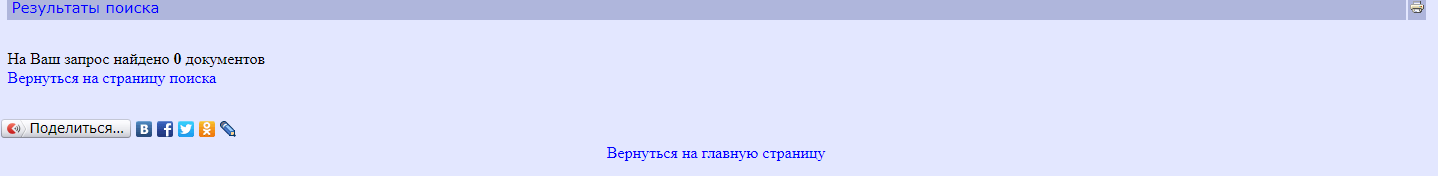 Результаты поиска
На Ваш запрос найдено 0 документов
Вернуться на страницу поиска
Поделиться...
Вернуться на главную страницу